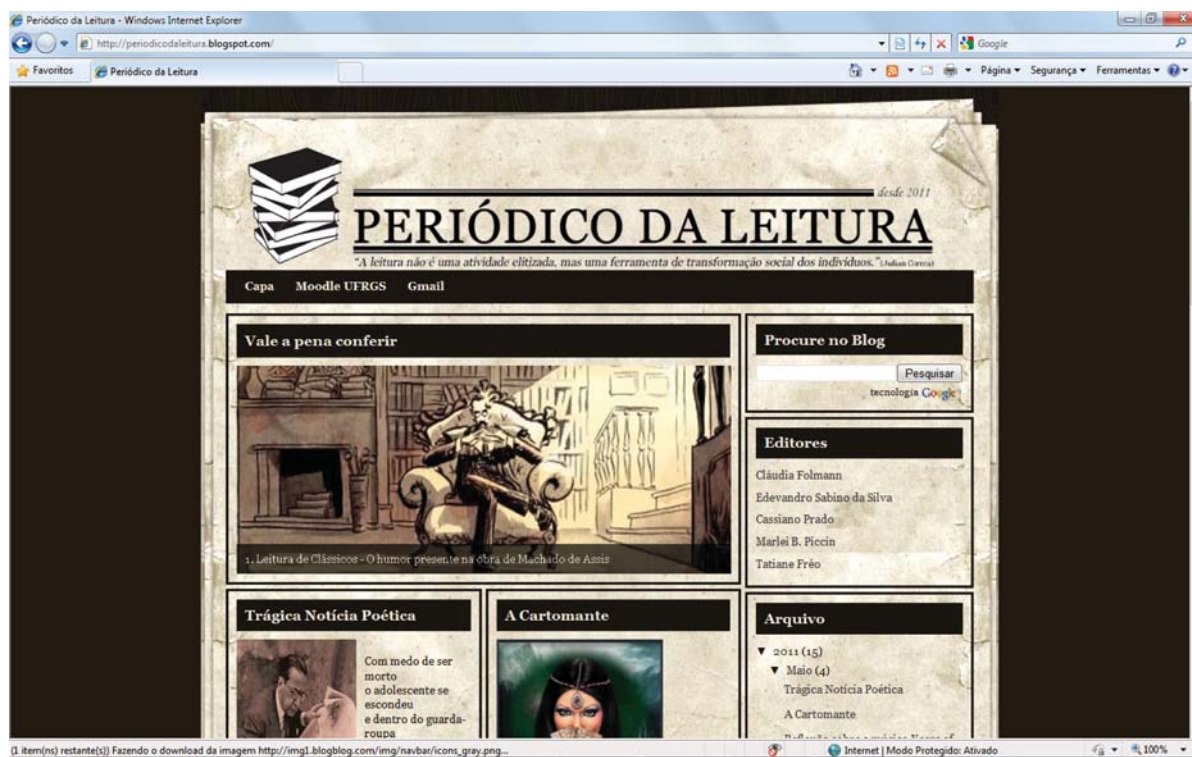 Periódico da Leitura - Windows Internet Explorer
http://periodicodaleitura.blogspot.com/
Google
Favoritos
Periódico da Leitura
Página
Segurança
Ferramentas
desde 2011
PERIÓDICO DA LEITURA
"A leitura não é uma atividade elitizada, mas uma ferramenta de transformação social dos indivíduos."
Capa Moodle UFRGS Gmail
Vale a pena conferir
1. Leitura de Clássicos - O humor presente na obra de Machado de Assis
Procure no Blog
Pesquisar
tecnologia Google
Editores
Cláudia Folmann
Edevandro Sabino da Silva
Cassiano Prado
Marlei B. Piccin
Tatiane Frêo
Trágica Notícia Poética
Com medo de ser
morto
o adolescente se
escondeu
e dentro do guarda-
roupa
A Cartomante
Arquivo
▼ 2011 (15)
▼ Maio (4)
Trágica Notícia Poética
A Cartomante
(1 item(ns) restante(s)) Fazendo o download da imagem http://img1.blogblog.com/img/navbar/icons_gray.png...
Internet | Modo Protegido: Ativado
100%